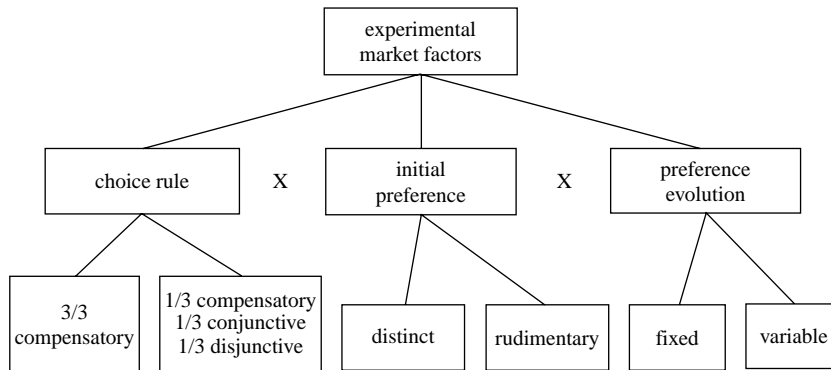 experimental
market factors
choice rule
X
initial
preference
X
preference
evolution
3/3
compensatory
1/3 compensatory
1/3 conjunctive
1/3 disjunctive
distinct
rudimentary
fixed
variable